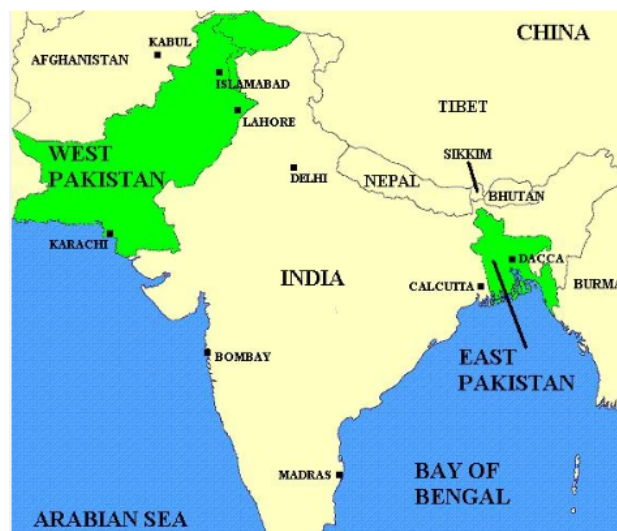 CHINA
KABUL
AFGHANISTAN
ISLAMABAD
TIBET
LAHORE
WEST
PAKISTAN
SIKKIM
DELHI
NEPAL
BHUTAN
KARACHI
DACCA
INDIA
CALCUTTA
BURMA
BOMBAY
EAST
PAKISTAN
MADRAS
BAY OF
BENGAL
ARABIAN SEA